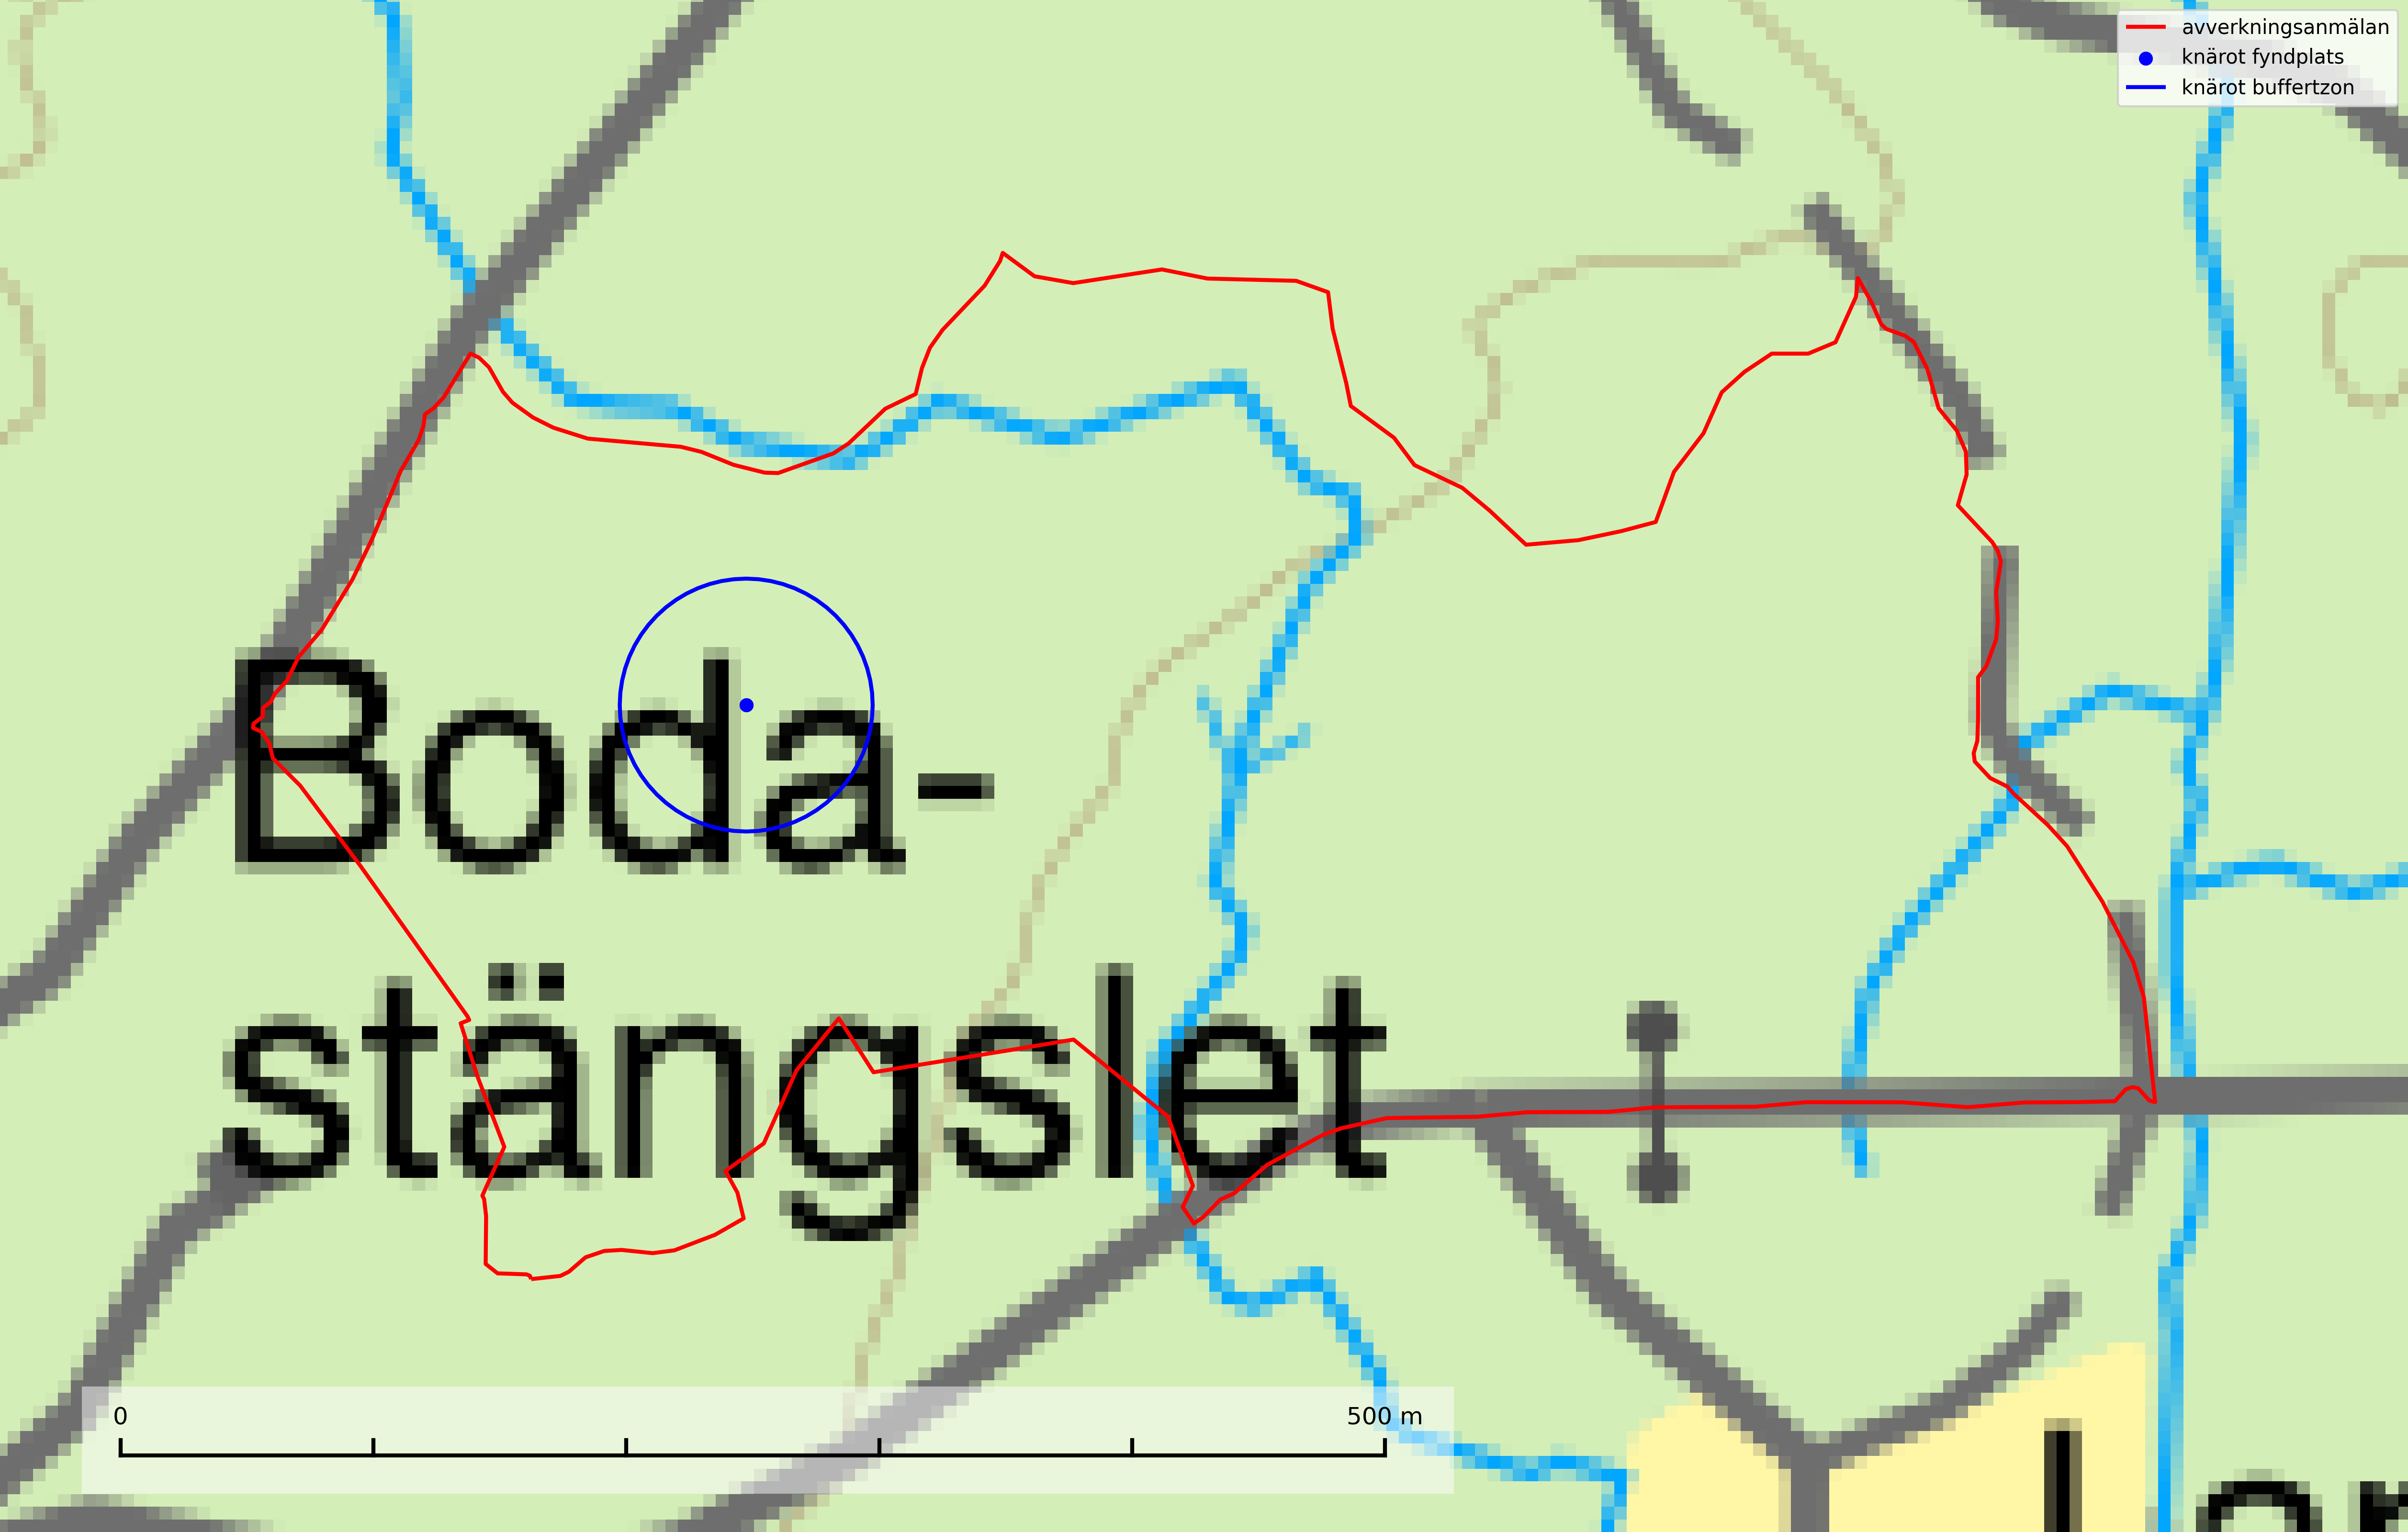 avverkningsanmälan
knärot fyndplats
knärot buffertzon
Boda-
stängslet
0 500 m